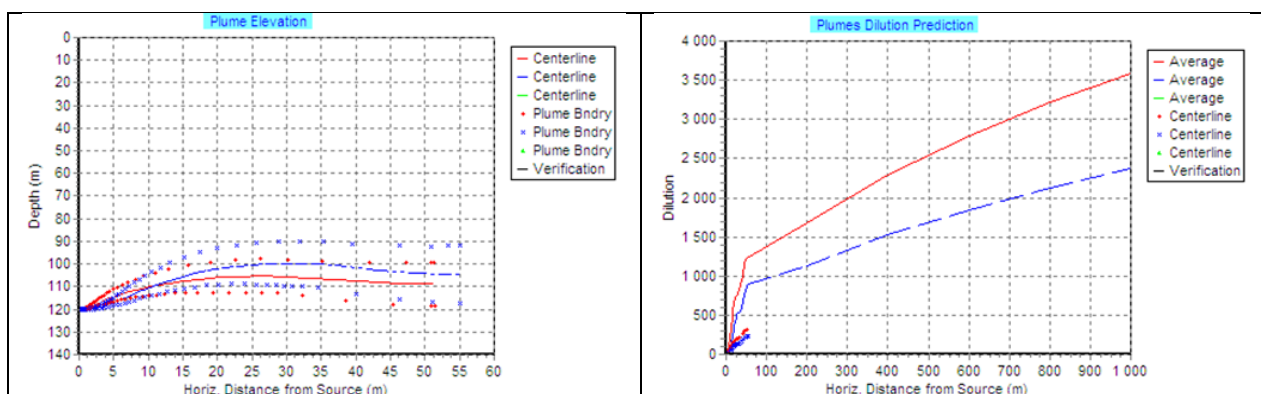 Plume Elevation
0
10
20
30
40
50
60
70
80
90
100
110
120
130
140
Depth (m)
0 5 10 15 20 25 30 35 40 45 50 55 60
Horiz. Distance from Source (m)
Centerline
Centerline
Centerline
Plume Bndry
Plume Bndry
Plume Bndry
Verification
Plumes Dilution Prediction
4 000
3 500
3 000
2 500
2 000
1 500
1 000
500
0
Dilution
0 100 200 300 400 500 600 700 800 900 1 000
Horiz. Distance from Source (m)
Average
Average
Average
Centerline
Centerline
Centerline
Verification